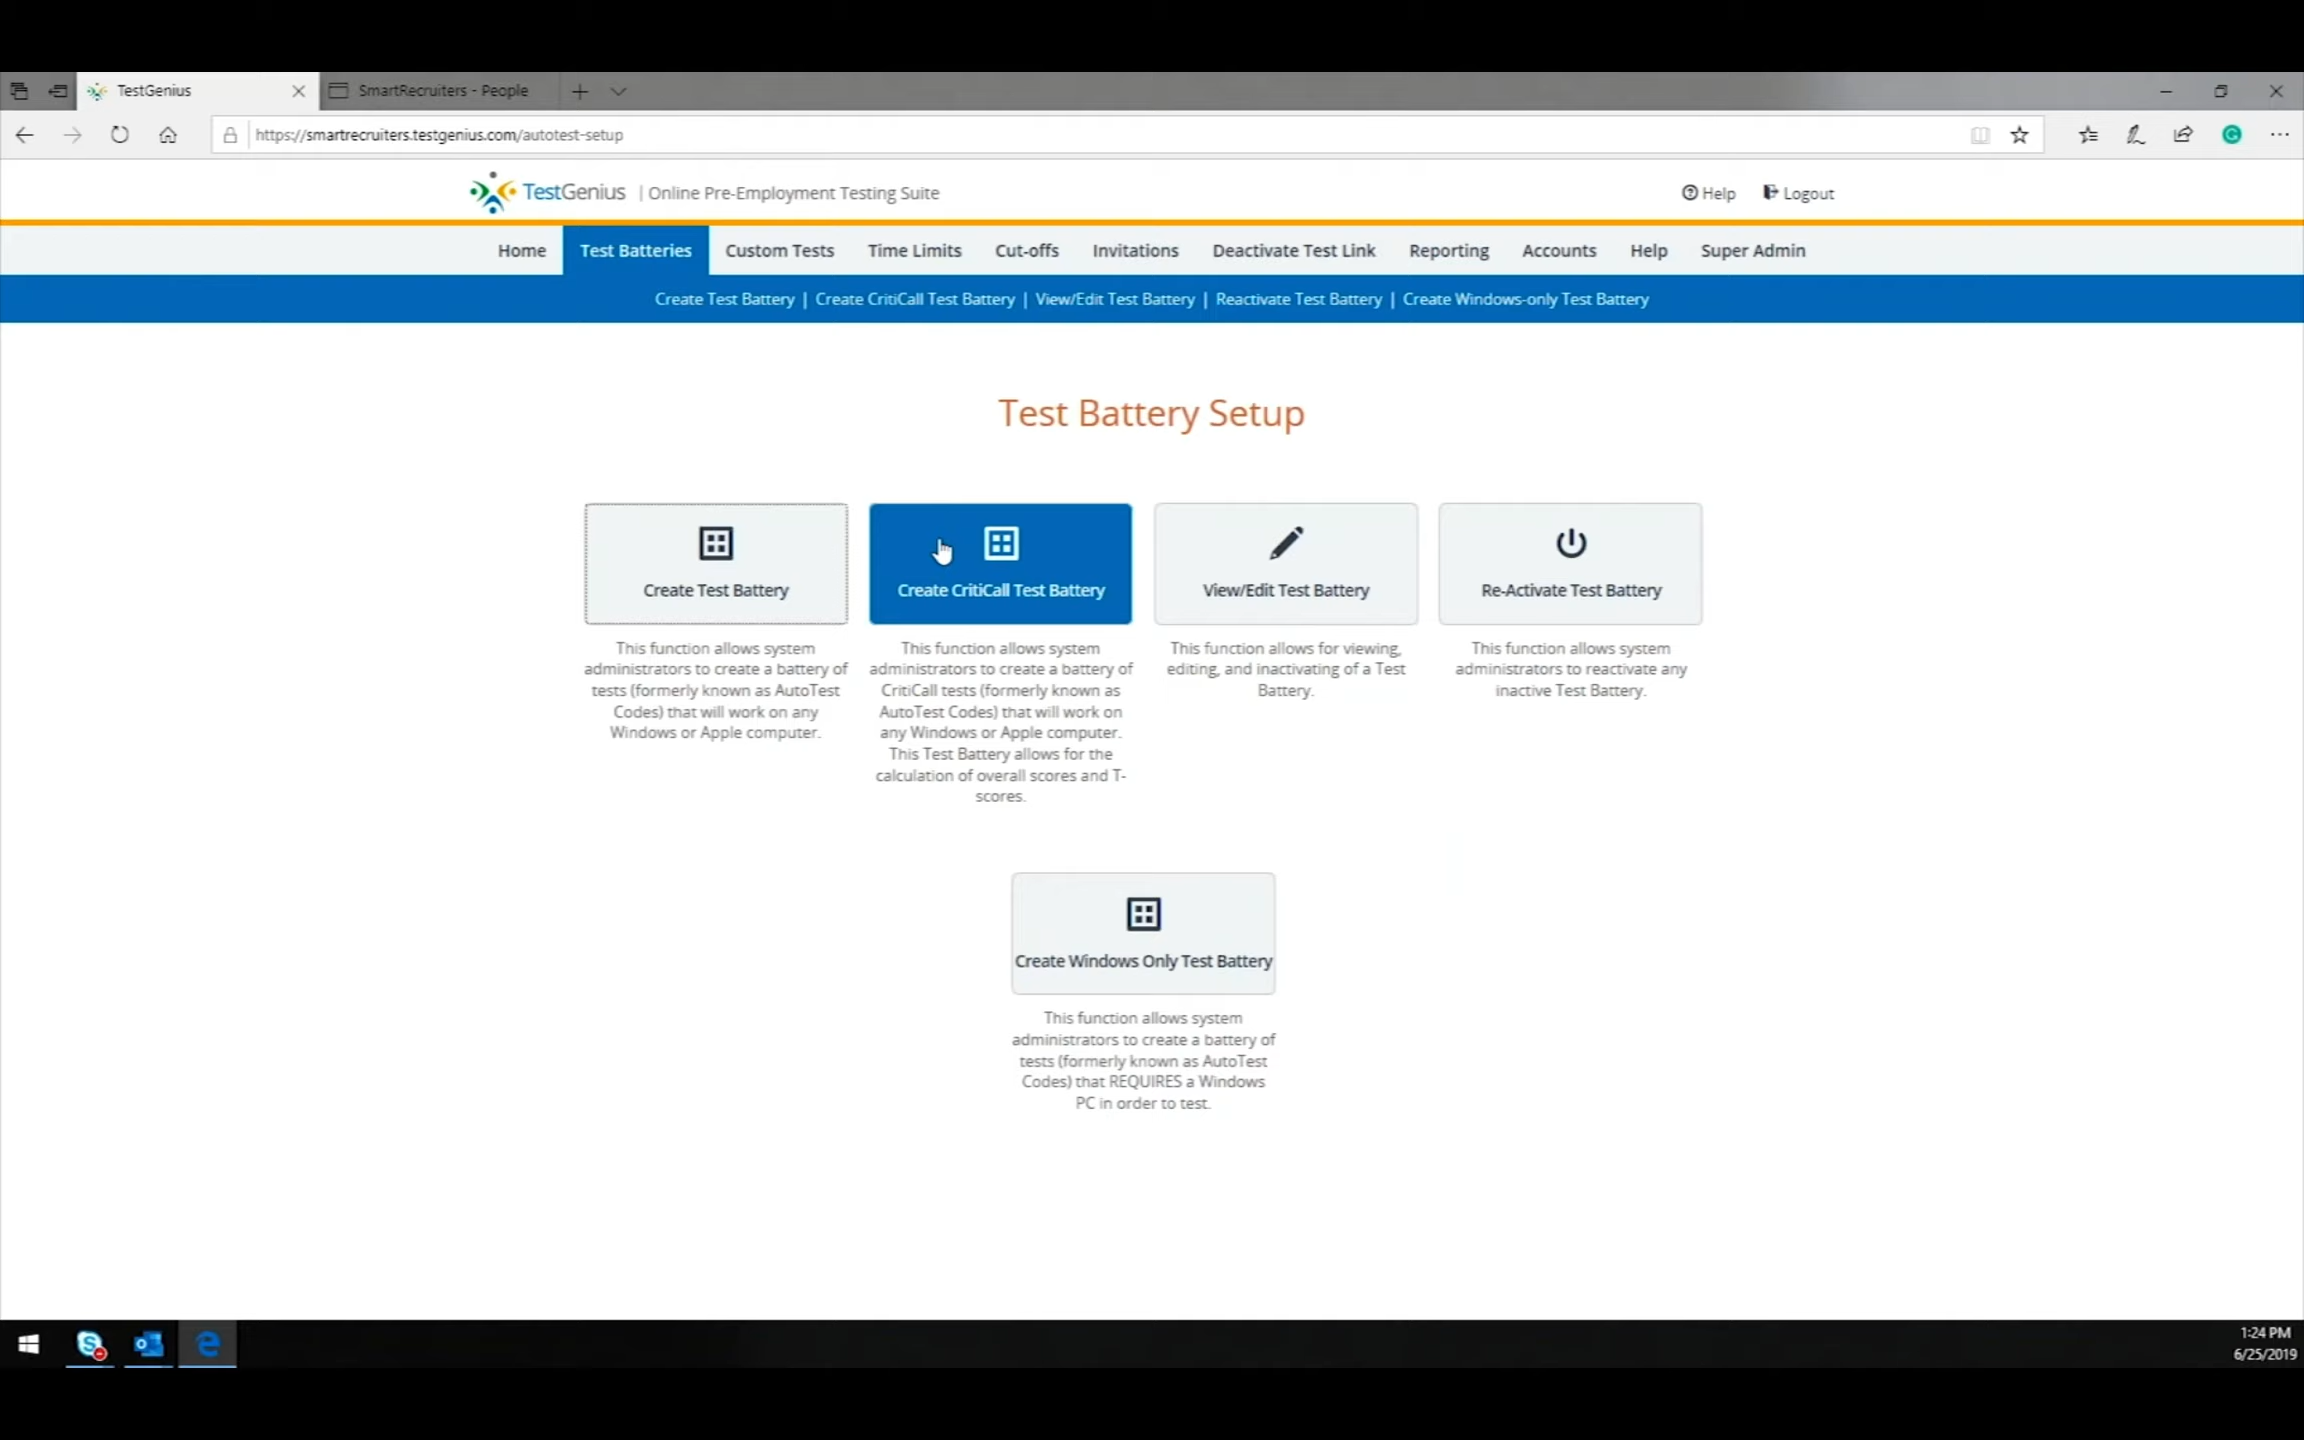 TestGenius
SmartRecruiters - People
https://smartrecruiters.testgenius.com/autotest-setup
TestGenius | Online Pre-Employment Testing Suite
Help
Logout
Home
Test Batteries
Custom Tests
Time Limits
Cut-offs
Invitations
Deactivate Test Link
Reporting
Accounts
Help
Super Admin
Create Test Battery | Create CritiCall Test Battery | View/Edit Test Battery | Reactivate Test Battery | Create Windows-only Test Battery
Test Battery Setup
Create Test Battery
This function allows system
administrators to create a battery of
tests (formerly known as AutoTest
Codes) that will work on any
Windows or Apple computer.
Create CritiCall Test Battery
This function allows system
administrators to create a battery of
CritiCall tests (formerly known as
AutoTest Codes) that will work on
any Windows or Apple computer.
This Test Battery allows for the
calculation of overall scores and T-
scores.
View/Edit Test Battery
This function allows for viewing,
editing, and inactivating of a Test
Battery.
Re-Activate Test Battery
This function allows system
administrators to reactivate any
inactive Test Battery.
Create Windows Only Test Battery
This function allows system
administrators to create a battery of
tests (formerly known as AutoTest
Codes) that REQUIRES a Windows
PC in order to test.
1:24 PM
6/25/2019